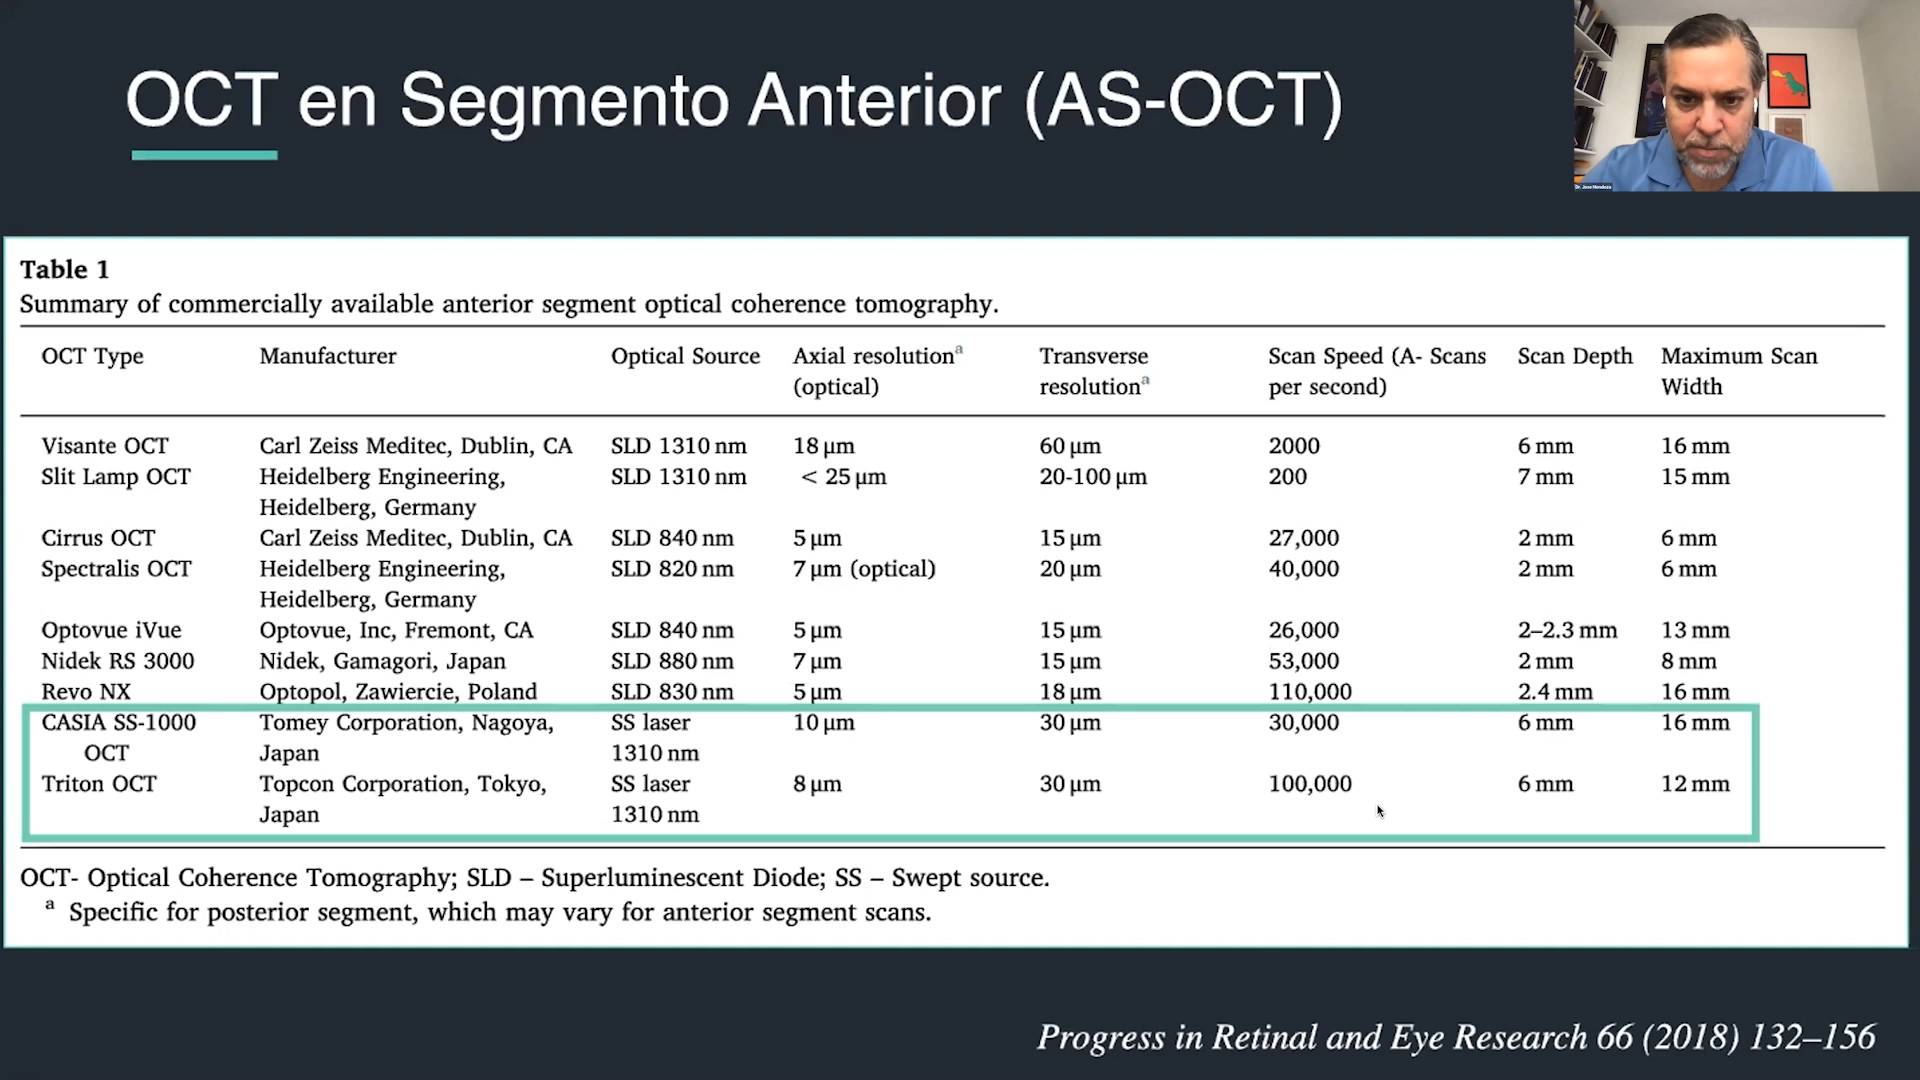 OCT en Segmento Anterior (AS-OCT)
Dr. Jose Mendoza
Table 1
Summary of commercially available anterior segment optical coherence tomography.
OCT Type Manufacturer Optical Source Axial resolutionᵃ (optical) Transverse resolutionᵃ Scan Speed (A- Scans per second) Scan Depth Maximum Scan Width
Visante OCT Carl Zeiss Meditec, Dublin, CA SLD 1310 nm 18 μm 60 μm 2000 6 mm 16 mm
Slit Lamp OCT Heidelberg Engineering, Heidelberg, Germany SLD 1310 nm < 25 μm 20-100 μm 200 7 mm 15 mm
Cirrus OCT Carl Zeiss Meditec, Dublin, CA SLD 840 nm 5 μm 15 μm 27,000 2 mm 6 mm
Spectralis OCT Heidelberg Engineering, Heidelberg, Germany SLD 820 nm 7 μm (optical) 20 μm 40,000 2 mm 6 mm
Optovue iVue Optovue, Inc, Fremont, CA SLD 840 nm 5 μm 15 μm 26,000 2–2.3 mm 13 mm
Nidek RS 3000 Nidek, Gamagori, Japan SLD 880 nm 7 μm 15 μm 53,000 2 mm 8 mm
Revo NX Optopol, Zawiercie, Poland SLD 830 nm 5 μm 18 μm 110,000 2.4 mm 16 mm
CASIA SS-1000 OCT Tomey Corporation, Nagoya, Japan SS laser 1310 nm 10 μm 30 μm 30,000 6 mm 16 mm
Triton OCT Topcon Corporation, Tokyo, Japan SS laser 1310 nm 8 μm 30 μm 100,000 6 mm 12 mm
OCT- Optical Coherence Tomography; SLD – Superluminescent Diode; SS – Swept source.
ᵃ Specific for posterior segment, which may vary for anterior segment scans.
Progress in Retinal and Eye Research 66 (2018) 132–156